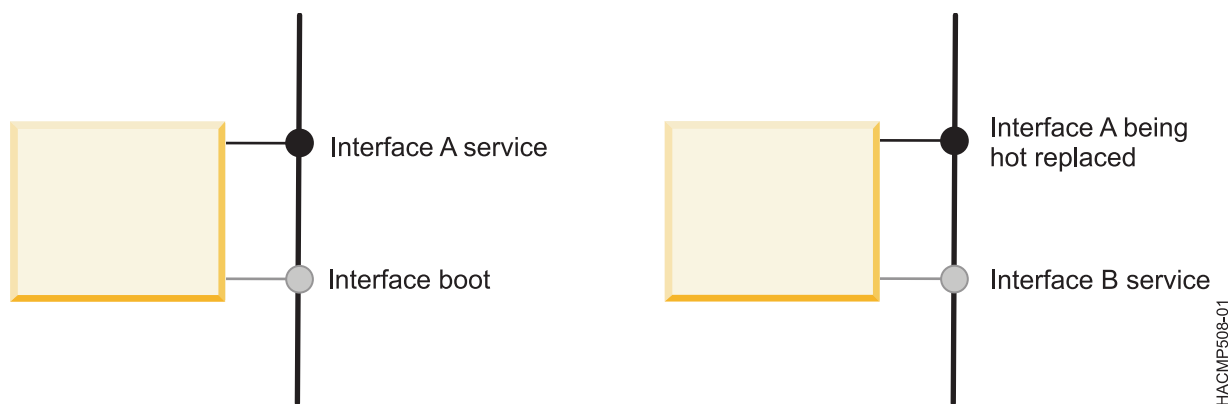 Interface A service
Interface boot
Interface A being
hot replaced
Interface B service
HACMP508-01